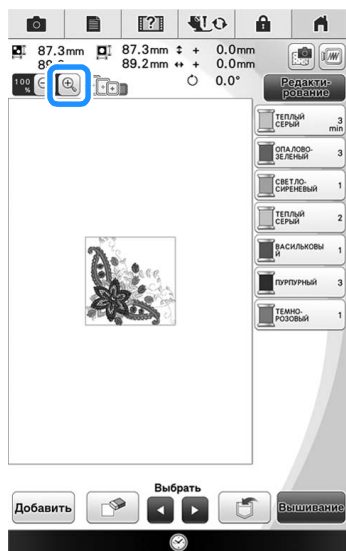 87.3mm 87.3mm + 0.0mm
89.2mm + 0.0mm
100 % 0.0°
Редакти-
рование
ТЕПЛЫЙ
СЕРЫЙ 3
min
ОПАЛОВО-
ЗЕЛЕНЫЙ 3
СВЕТЛО-
СИРЕНЕВЫЙ 1
ТЕПЛЫЙ
СЕРЫЙ 2
ВАСИЛЬКОВЫ
Й 1
ПУРПУРНЫЙ 3
ТЕМНО-
РОЗОВЫЙ 1
Выбрать
Добавить Вышивание